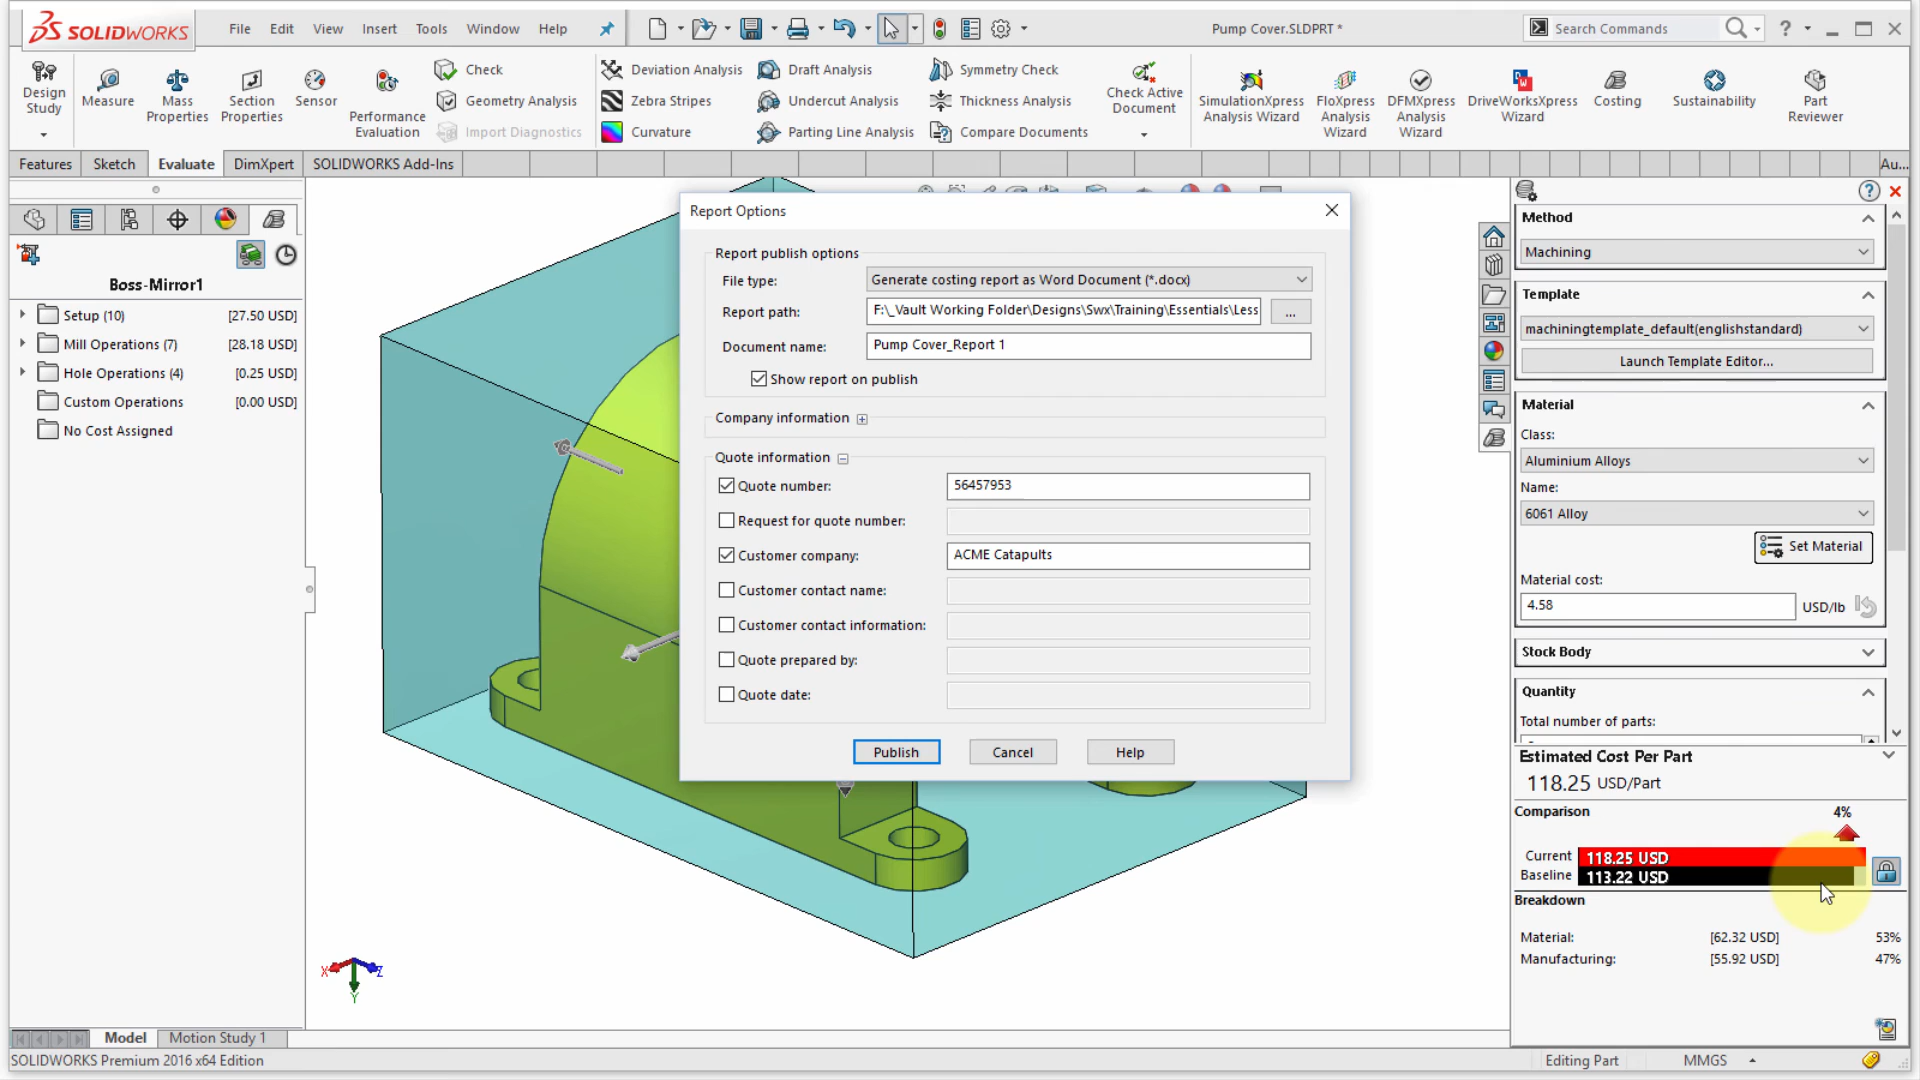 SOLIDWORKS
File Edit View Insert Tools Window Help
Pump Cover.SLDPRT *
Search Commands
Design Study
Measure
Mass Properties
Section Properties
Sensor
Performance Evaluation
Check
Geometry Analysis
Import Diagnostics
Deviation Analysis
Zebra Stripes
Curvature
Draft Analysis
Undercut Analysis
Parting Line Analysis
Symmetry Check
Thickness Analysis
Compare Documents
Check Active Document
SimulationXpress Analysis Wizard
FloXpress Analysis Wizard
DFMXpress Analysis Wizard
DriveWorksXpress Wizard
Costing
Sustainability
Part Reviewer
Features Sketch Evaluate DimXpert SOLIDWORKS Add-Ins
Au...
Boss-Mirror1
Setup (10) [27.50 USD]
Mill Operations (7) [28.18 USD]
Hole Operations (4) [0.25 USD]
Custom Operations [0.00 USD]
No Cost Assigned
Report Options
Report publish options
File type: Generate costing report as Word Document (*.docx)
Report path: F:\_Vault Working Folder\Designs\Swx\Training\Essentials\Less
...
Document name: Pump Cover_Report 1
Show report on publish
Company information
Quote information
Quote number: 56457953
Request for quote number:
Customer company: ACME Catapults
Customer contact name:
Customer contact information:
Quote prepared by:
Quote date:
Publish Cancel Help
Method
Machining
Template
machiningtemplate_default(englishstandard)
Launch Template Editor...
Material
Class:
Aluminium Alloys
Name:
6061 Alloy
Set Material
Material cost:
4.58 USD/lb
Stock Body
Quantity
Total number of parts:
Estimated Cost Per Part
118.25 USD/Part
Comparison 4%
Current 118.25 USD
Baseline 113.22 USD
Breakdown
Material: [62.32 USD] 53%
Manufacturing: [55.92 USD] 47%
X Z
Y
Model Motion Study 1
SOLIDWORKS Premium 2016 x64 Edition
Editing Part MMGS